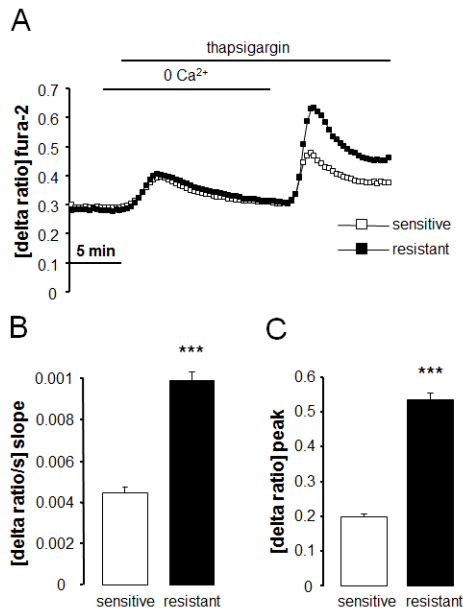 A
thapsigargin
0 Ca²⁺
[delta ratio] fura-2
0.7
0.6
0.5
0.4
0.3
0.2
0.1
0
5 min
sensitive
resistant
B
[delta ratio/s] slope
0.001
0.006
0.004
0.002
0.003
0
***
sensitive
resistant
C
[delta ratio] peak
0.6
0.5
0.4
0.3
0.2
0.1
0
***
sensitive
resistant